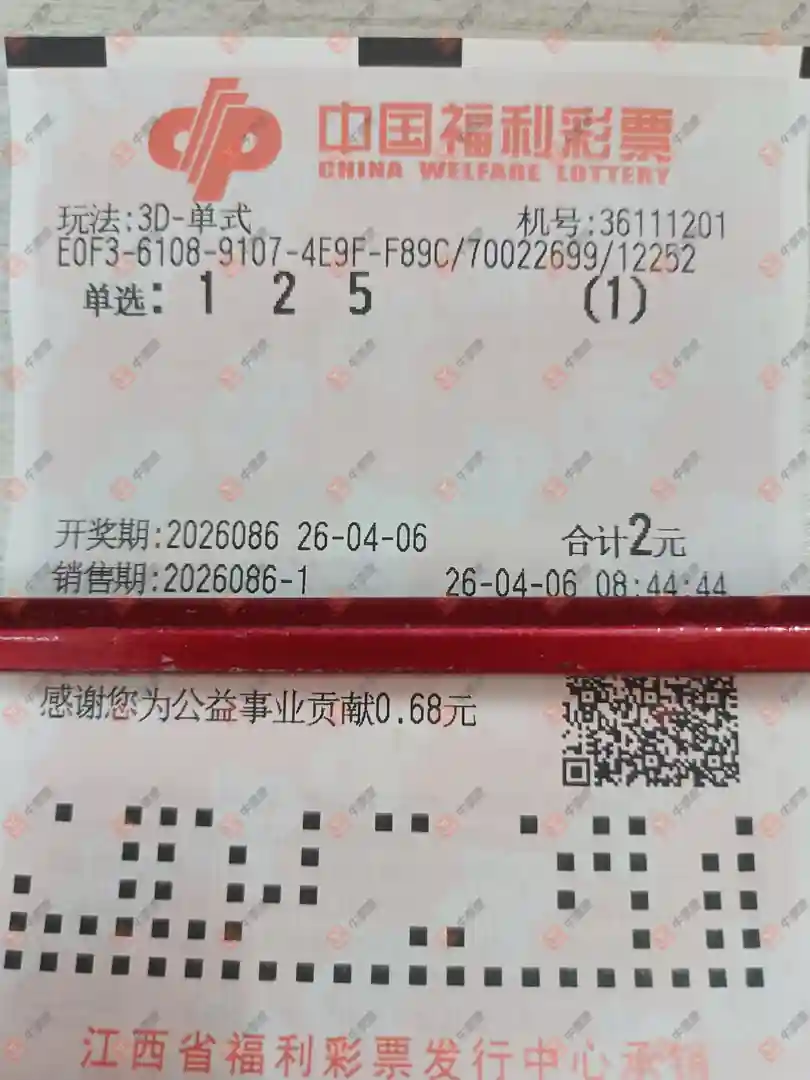 中国福利彩票
CHINA WELFARE LOTTERY
玩法:3D-单式 机号:36111201
E0F3-6108-9107-4E9F-F89C/70022699/12252
单选: 1 2 5 (1)
开奖期:2026086 26-04-06 合计2元
销售期:2026086-1 26-04-06 08:44:44
感谢您为公益事业贡献0.68元
江西省福利彩票发行中心承销